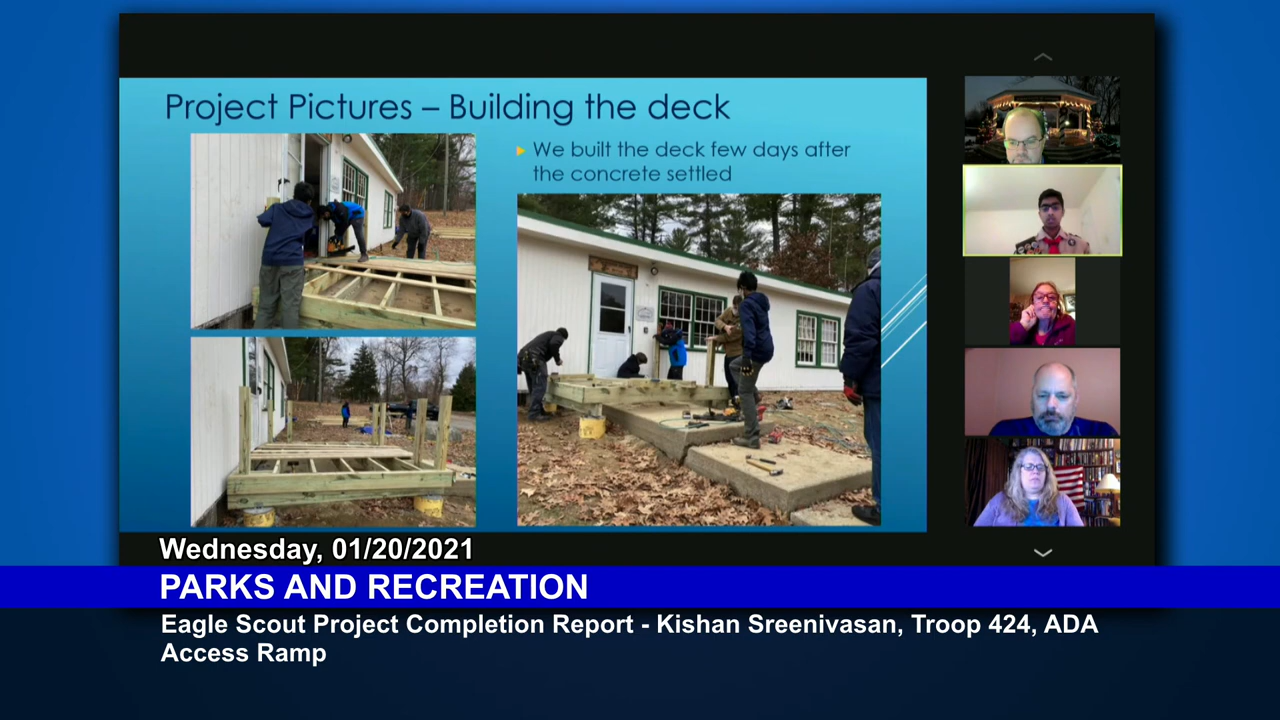 Project Pictures – Building the deck
We built the deck few days after
the concrete settled
Wednesday, 01/20/2021
PARKS AND RECREATION
Eagle Scout Project Completion Report - Kishan Sreenivasan, Troop 424, ADA
Access Ramp